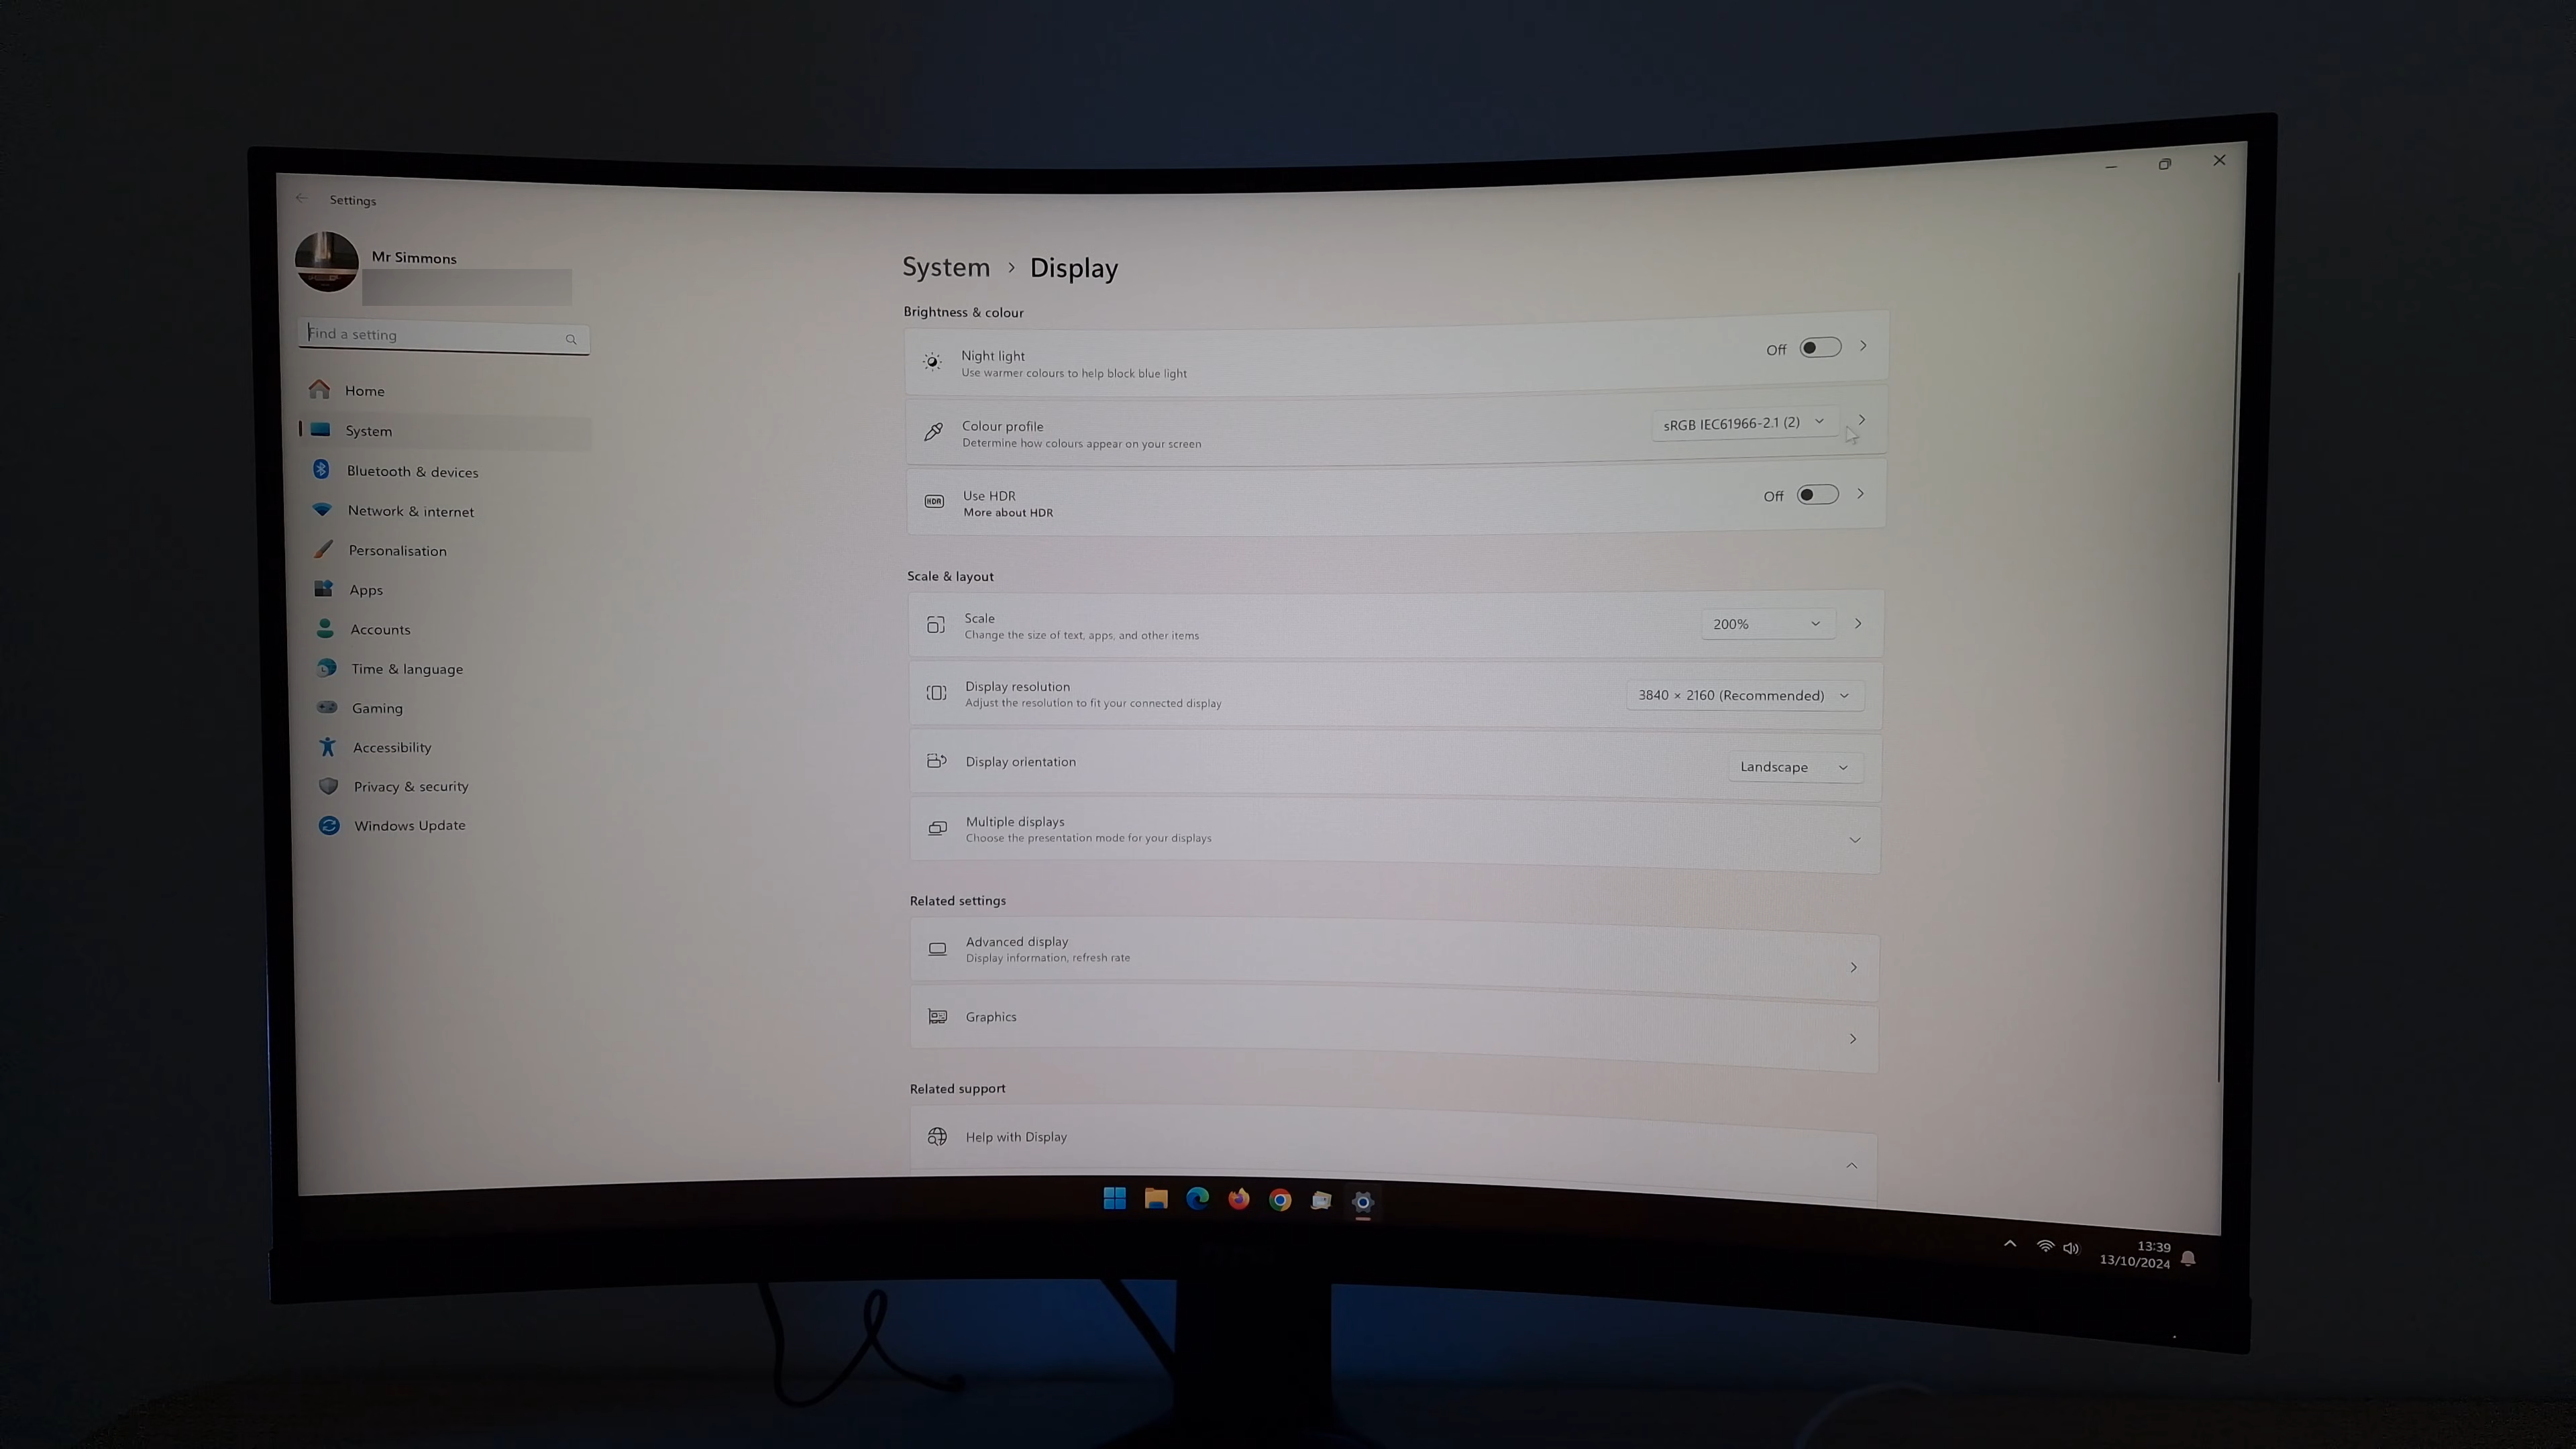 Settings
Mr Simmons
Find a setting
Home
System
Bluetooth & devices
Network & internet
Personalisation
Apps
Accounts
Time & language
Gaming
Accessibility
Privacy & security
Windows Update
System > Display
Brightness & colour
Night light
Use warmer colours to help block blue light
Off
Colour profile
Determine how colours appear on your screen
sRGB IEC61966-2.1 (2)
HDR
Use HDR
More about HDR
Off
Scale & layout
Scale
Change the size of text, apps, and other items
200%
Display resolution
Adjust the resolution to fit your connected display
3840 × 2160 (Recommended)
Display orientation
Landscape
Multiple displays
Choose the presentation mode for your displays
Related settings
Advanced display
Display information, refresh rate
Graphics
Related support
Help with Display
13:39
13/10/2024